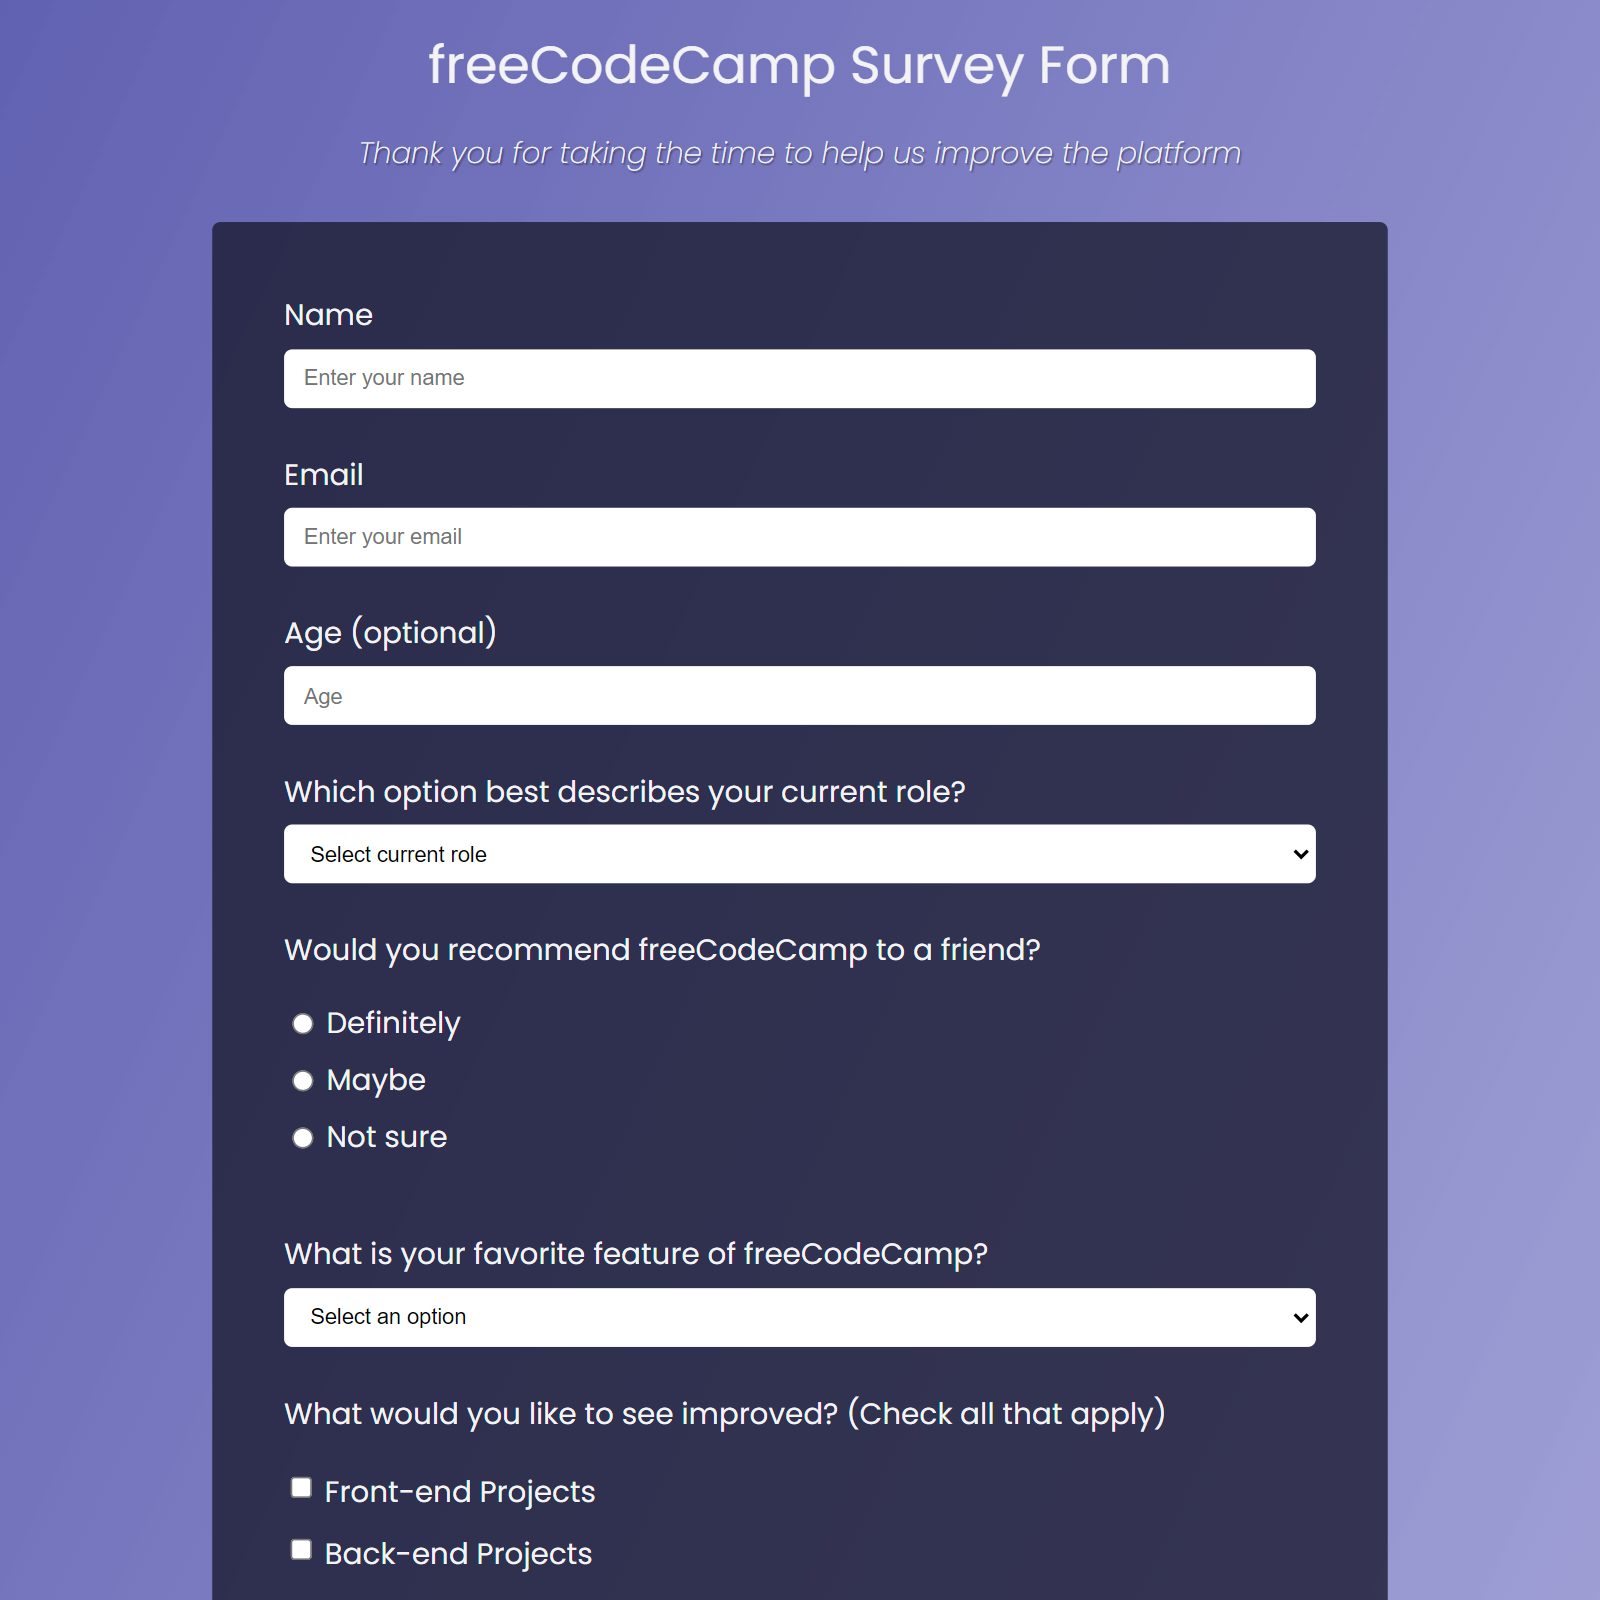 freeCodeCamp Survey Form
Thank you for taking the time to help us improve the platform
Name
Enter your name
Email
Enter your email
Age (optional)
Age
Which option best describes your current role?
Select current role
Would you recommend freeCodeCamp to a friend?
Definitely
Maybe
Not sure
What is your favorite feature of freeCodeCamp?
Select an option
What would you like to see improved? (Check all that apply)
Front-end Projects
Back-end Projects